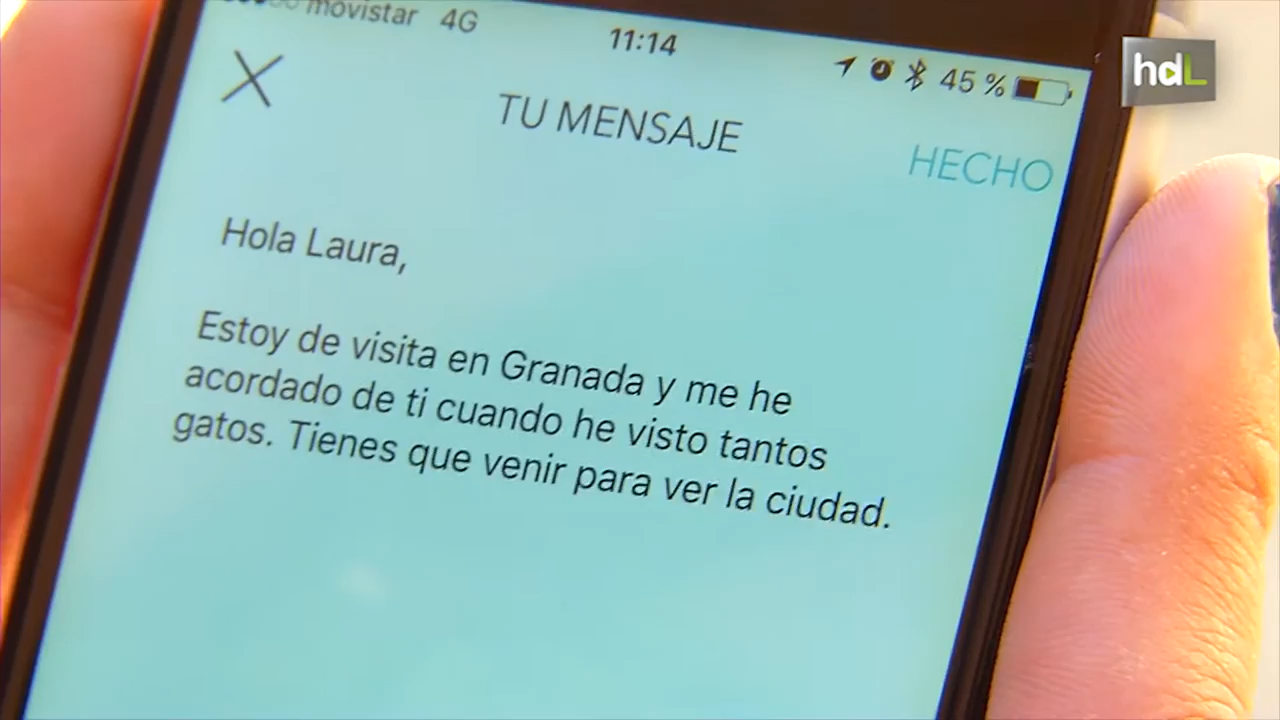 movistar 4G 11:14 45 %
hdL
TU MENSAJE
HECHO
Hola Laura,
Estoy de visita en Granada y me he
acordado de ti cuando he visto tantos
gatos. Tienes que venir para ver la ciudad.